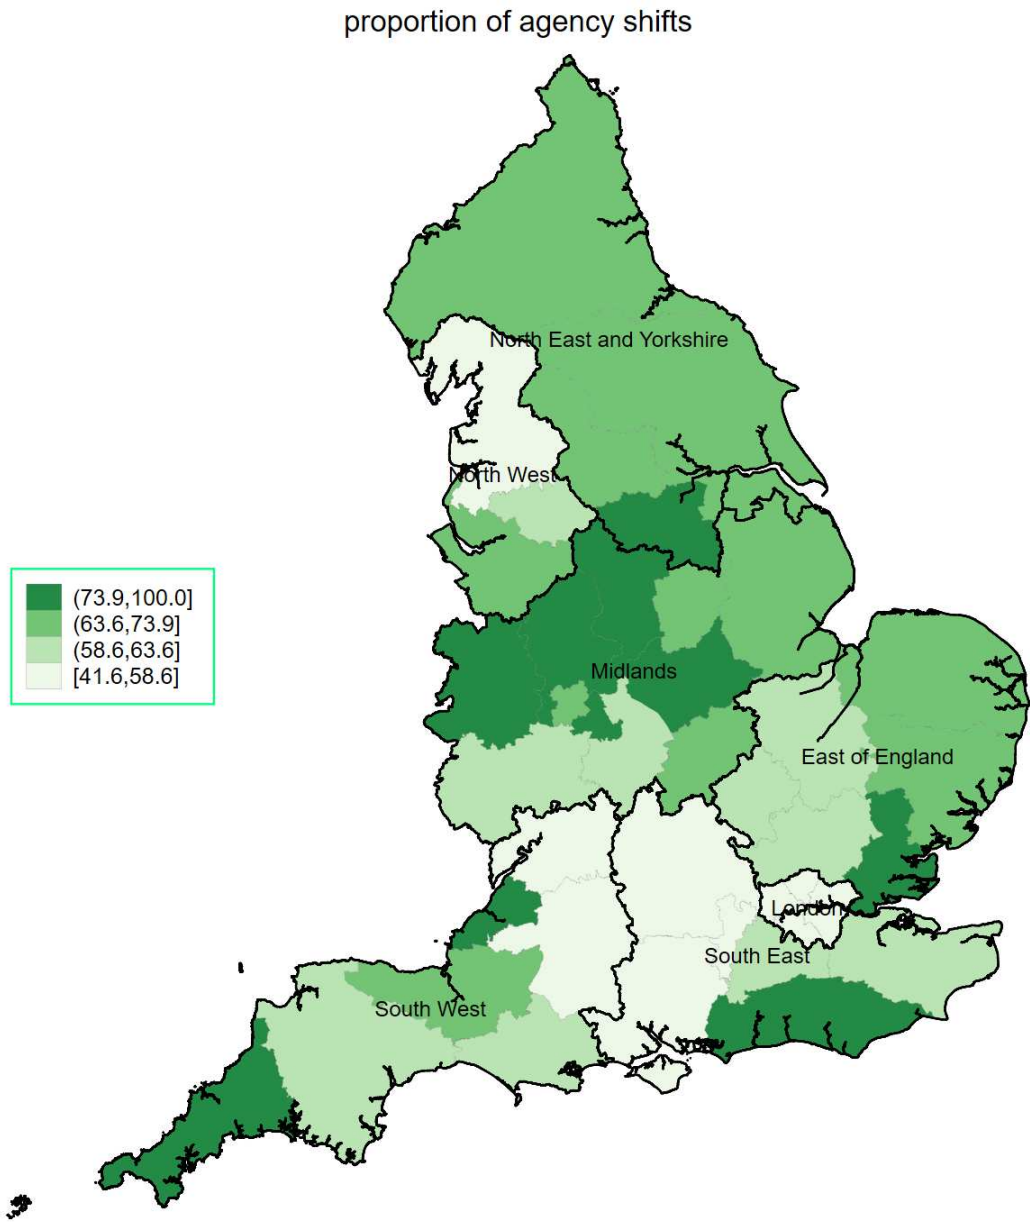 proportion of agency shifts
North East and Yorkshire
North West
(73.9,100.0]
(63.6,73.9]
(58.6,63.6]
[41.6,58.6]
Midlands
East of England
London
South East
South West